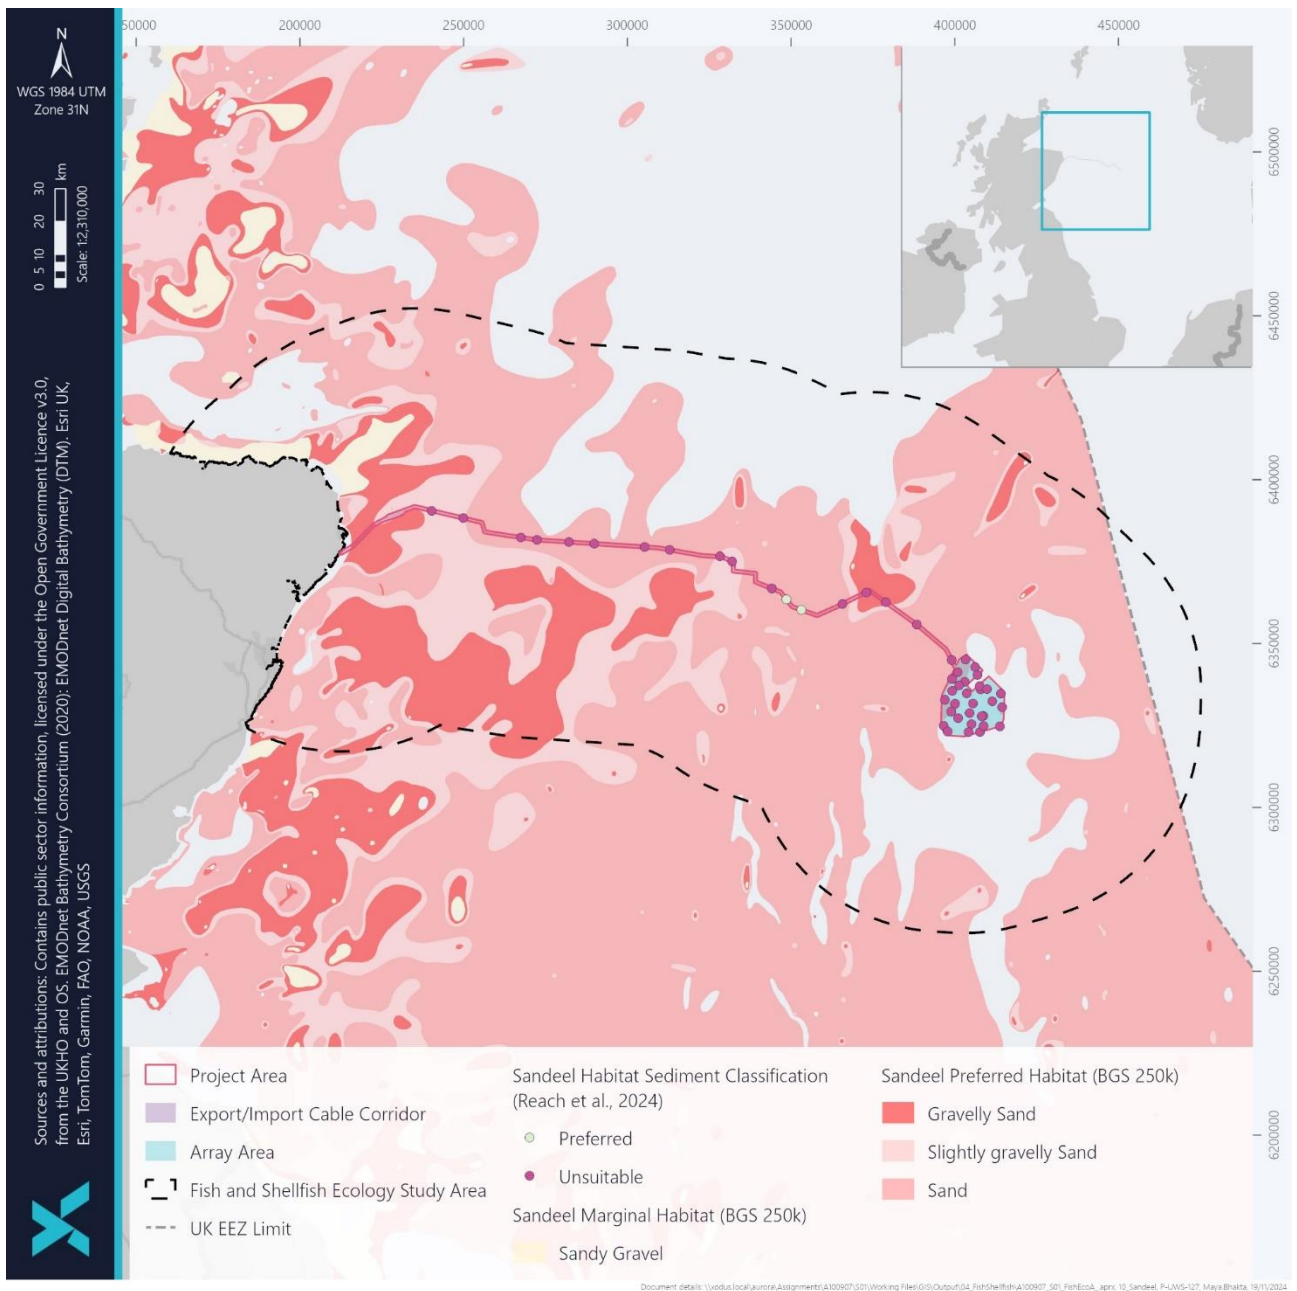 50000 200000 250000 300000 350000 400000 450000
N
WGS 1984 UTM
Zone 31N
0 5 10 20 30 km
Scale: 1:2,310,000
Sources and attributions: Contains public sector information, licensed under the Open Government Licence v3.0,
from the UKHO and OS. EMODnet Bathymetry Consortium (2020): EMODnet Digital Bathymetry (DTM). Esri UK,
Esri, TomTom, Garmin, FAO, NOAA, USGS
6500000
6450000
6400000
6350000
6300000
6250000
6200000
Project Area
Export/Import Cable Corridor
Array Area
Fish and Shellfish Ecology Study Area
UK EEZ Limit
Sandeel Habitat Sediment Classification
(Reach et al., 2024)
Preferred
Unsuitable
Sandeel Marginal Habitat (BGS 250k)
Sandy Gravel
Sandeel Preferred Habitat (BGS 250k)
Gravelly Sand
Slightly gravelly Sand
Sand